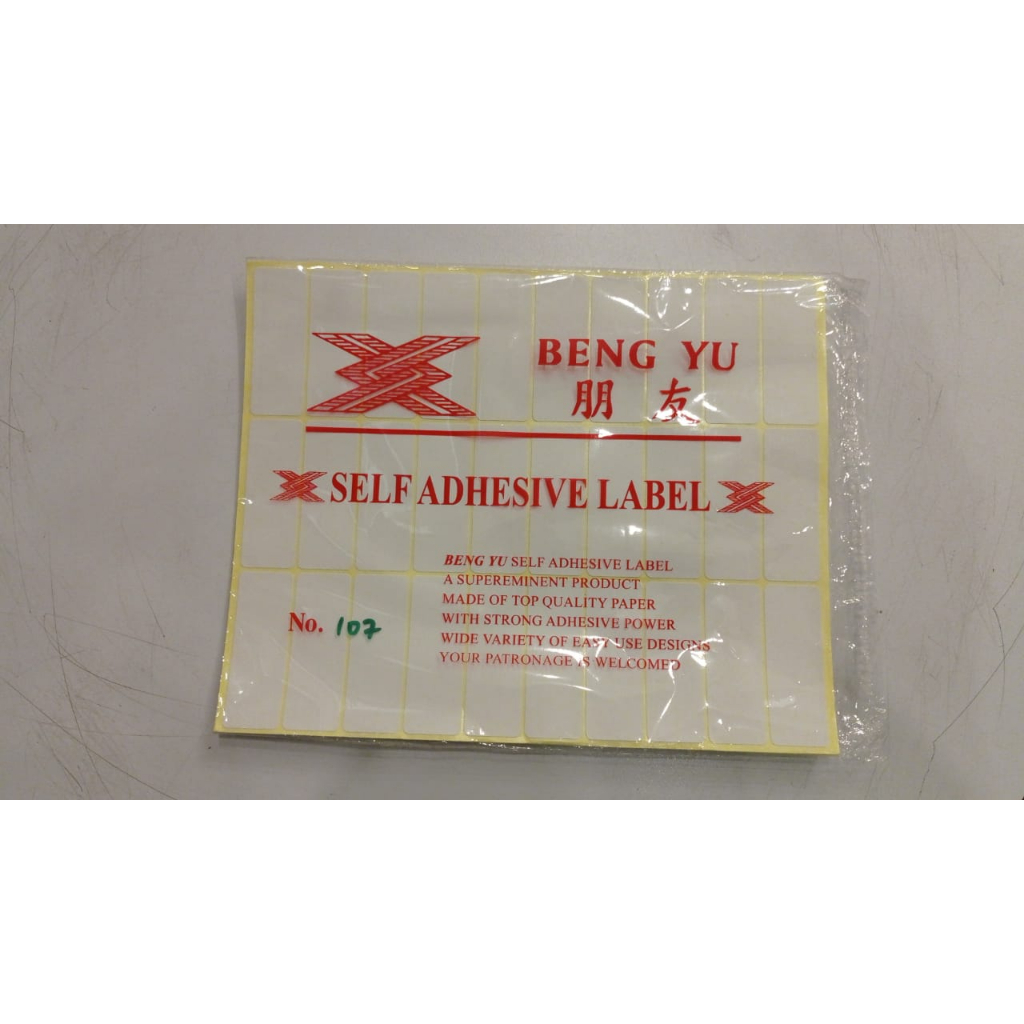 BENG YU
朋 友
SELF ADHESIVE LABEL
BENG YU SELF ADHESIVE LABEL
A SUPEREMINENT PRODUCT
MADE OF TOP QUALITY PAPER
WITH STRONG ADHESIVE POWER
WIDE VARIETY OF EASY USE DESIGNS
YOUR PATRONAGE IS WELCOMED
No. 107